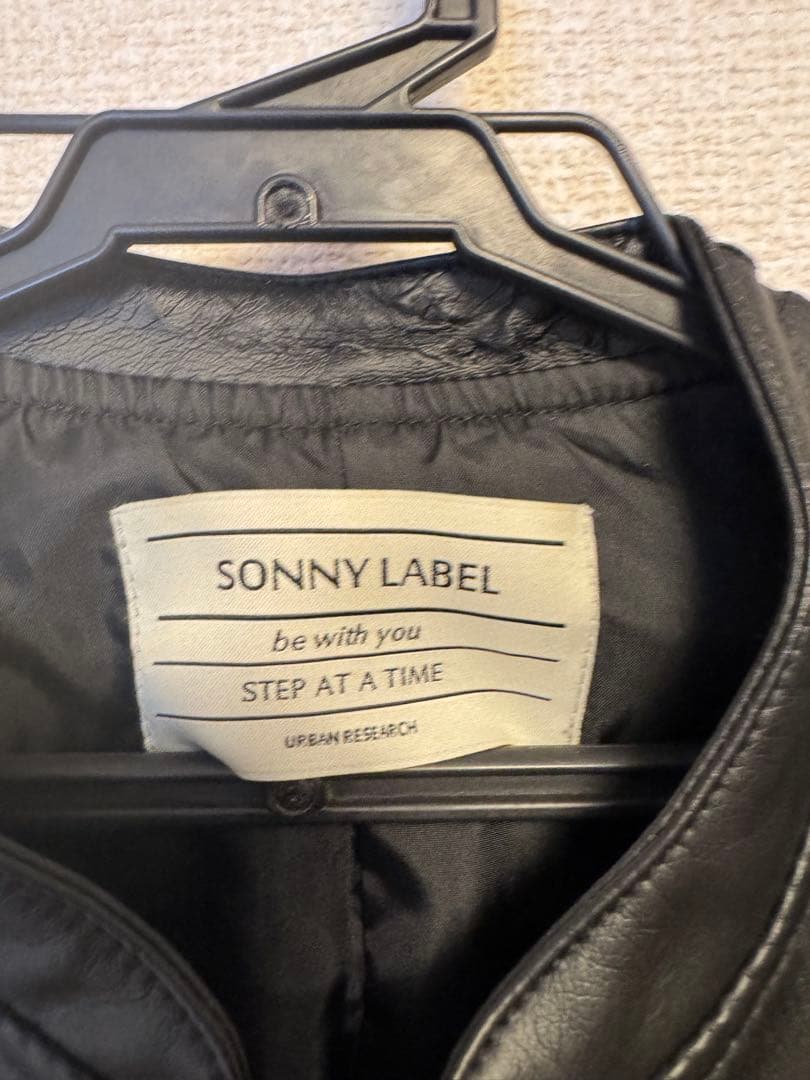 SONNY LABEL
be with you
STEP AT A TIME
URBAN RESEARCH